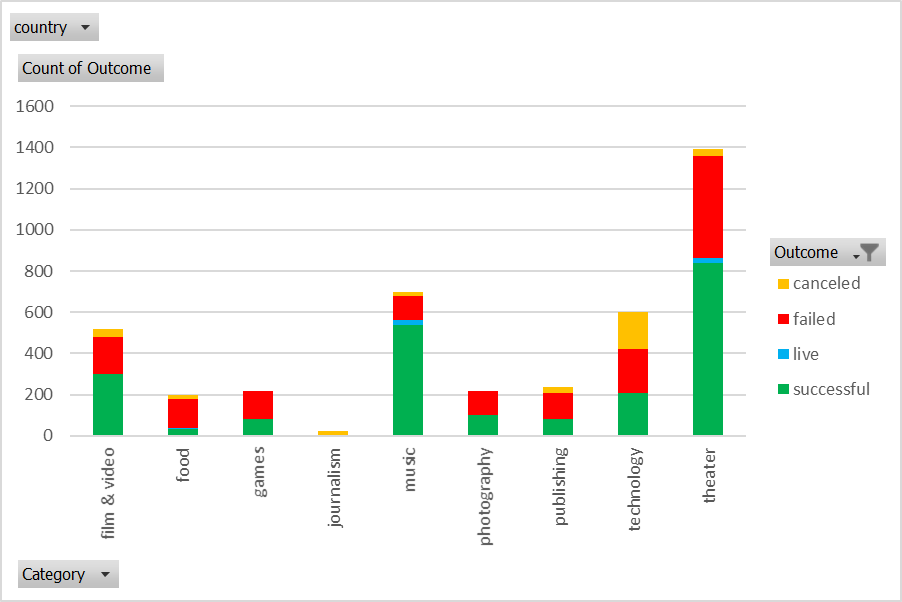 country
Count of Outcome
1600
1400
1200
1000
800
600
400
200
0
film & video
food
games
journalism
music
photography
publishing
technology
theater
Outcome
canceled
failed
live
successful
Category